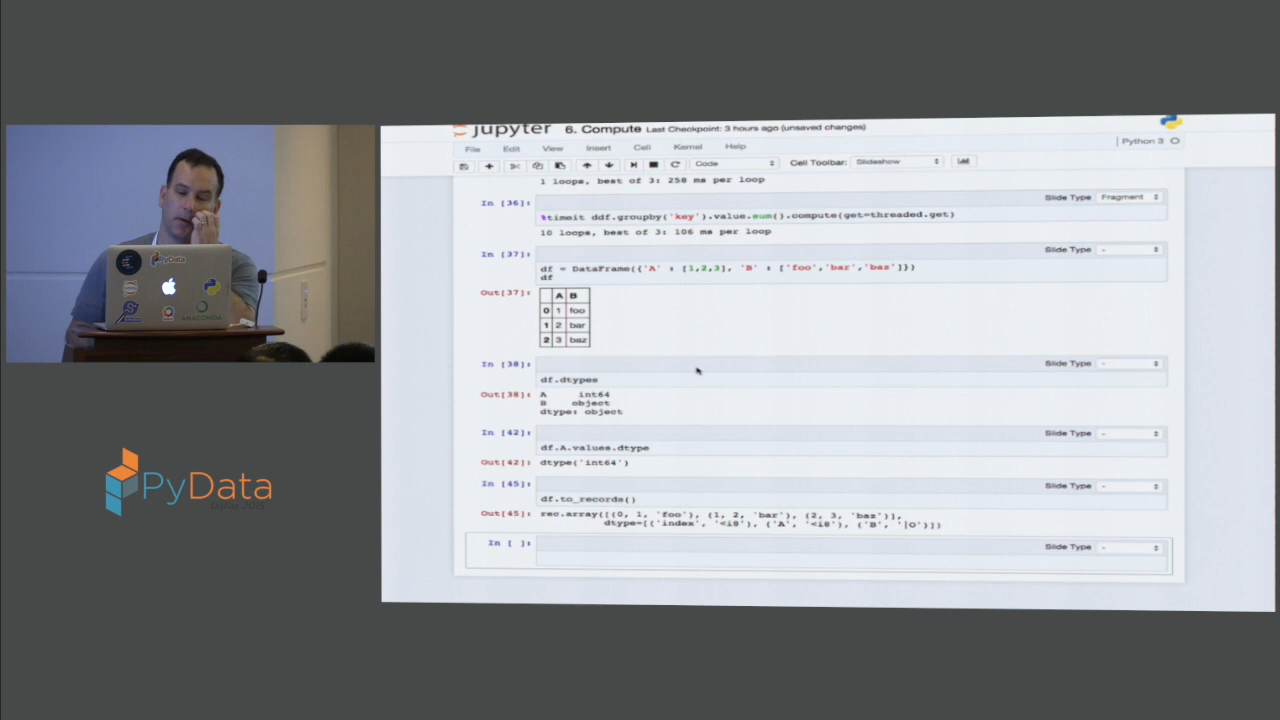 jupyter 6. Compute Last Checkpoint: 3 hours ago (unsaved changes)
File Edit View Insert Cell Kernel Help Python 3
Code Cell Toolbar: Slideshow
1 loops, best of 3: 258 ms per loop
In [36]: Slide Type Fragment
%timeit ddf.groupby('key').value.sum().compute(get=threaded.get)
10 loops, best of 3: 106 ms per loop
In [37]: Slide Type -
df = DataFrame({'A' : [1,2,3], 'B' : ['foo','bar','baz']})
df
Out[37]: A B
0 1 foo
1 2 bar
2 3 baz
In [38]: Slide Type -
df.dtypes
Out[38]: A int64
B object
dtype: object
In [42]: Slide Type -
df.A.values.dtype
Out[42]: dtype('int64')
In [45]: Slide Type -
df.to_records()
Out[45]: rec.array([(0, 1, 'foo'), (1, 2, 'bar'), (2, 3, 'baz')],
dtype=[('index', '<i8'), ('A', '<i8'), ('B', '|O')])
In [ ]: Slide Type -
PyData
ANACONDA
PyData
Dallas 2015